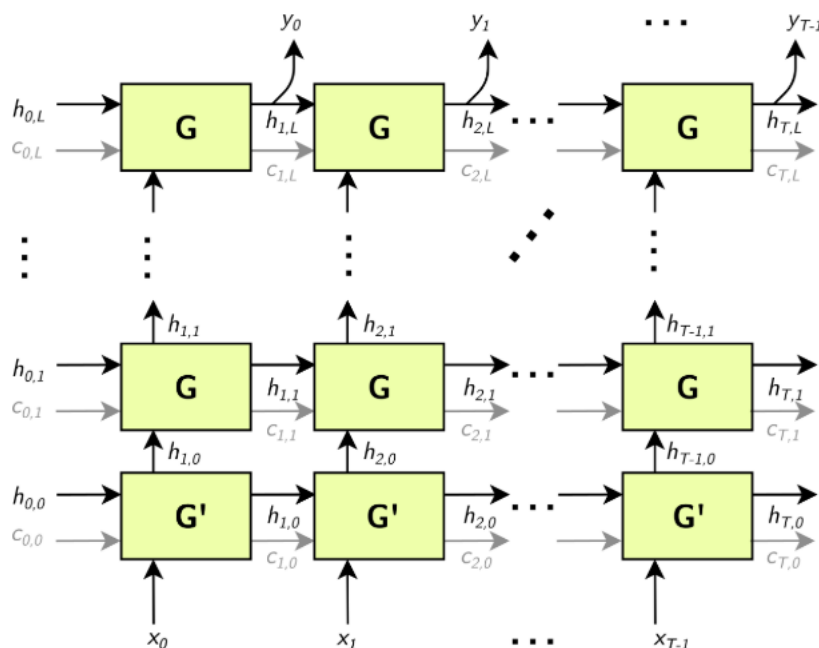 y0 y1 ... yT-1
h0,L G h1,L G h2,L ... G hT,L
c0,L c1,L c2,L cT,L
h1,1 h2,1 hT-1,1
h0,1 G h1,1 G h2,1 ... G hT,1
c0,1 c1,1 c2,1 cT,1
h1,0 h2,0 hT-1,0
h0,0 G' h1,0 G' h2,0 ... G' hT,0
c0,0 c1,0 c2,0 cT,0
x0 x1 ... xT-1